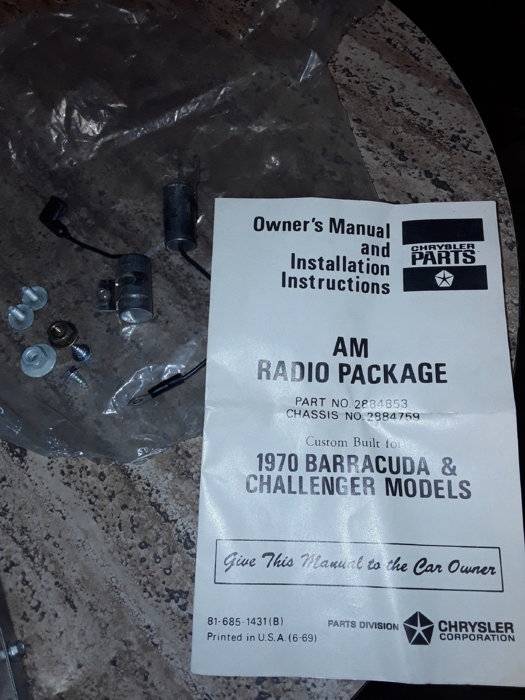 Owner's Manual
and
Installation
Instructions
CHRYSLER
PARTS
AM
RADIO PACKAGE
PART NO. 2884853
CHASSIS NO. 2884759
Custom Built for
1970 BARRACUDA &
CHALLENGER MODELS
Give This Manual to the Car Owner
81-685-1431(B)
Printed in U.S.A. (6-69)
PARTS DIVISION
CHRYSLER
CORPORATION